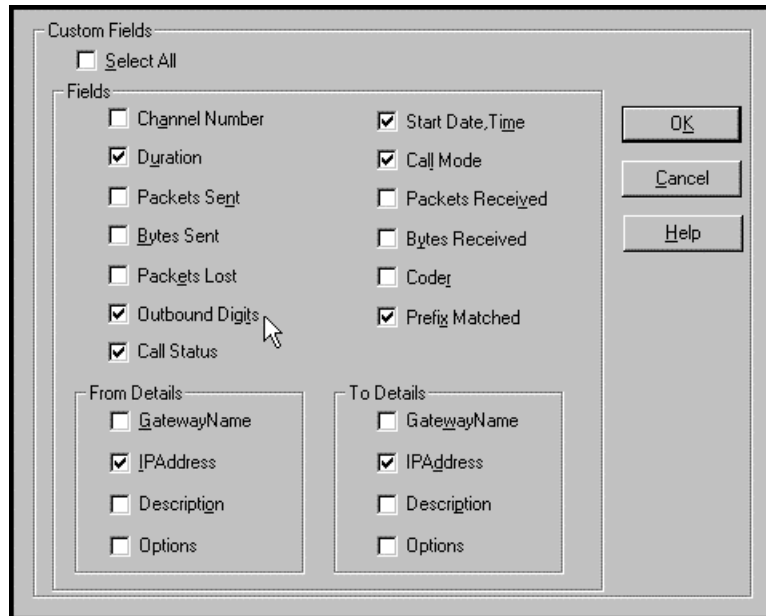 Custom Fields
Select All
Fields
Channel Number
Start Date,Time
OK
Duration
Call Mode
Packets Sent
Packets Received
Cancel
Bytes Sent
Bytes Received
Help
Packets Lost
Coder
Outbound Digits
Prefix Matched
Call Status
From Details
GatewayName
IPAddress
Description
Options
To Details
GatewayName
IPAddress
Description
Options